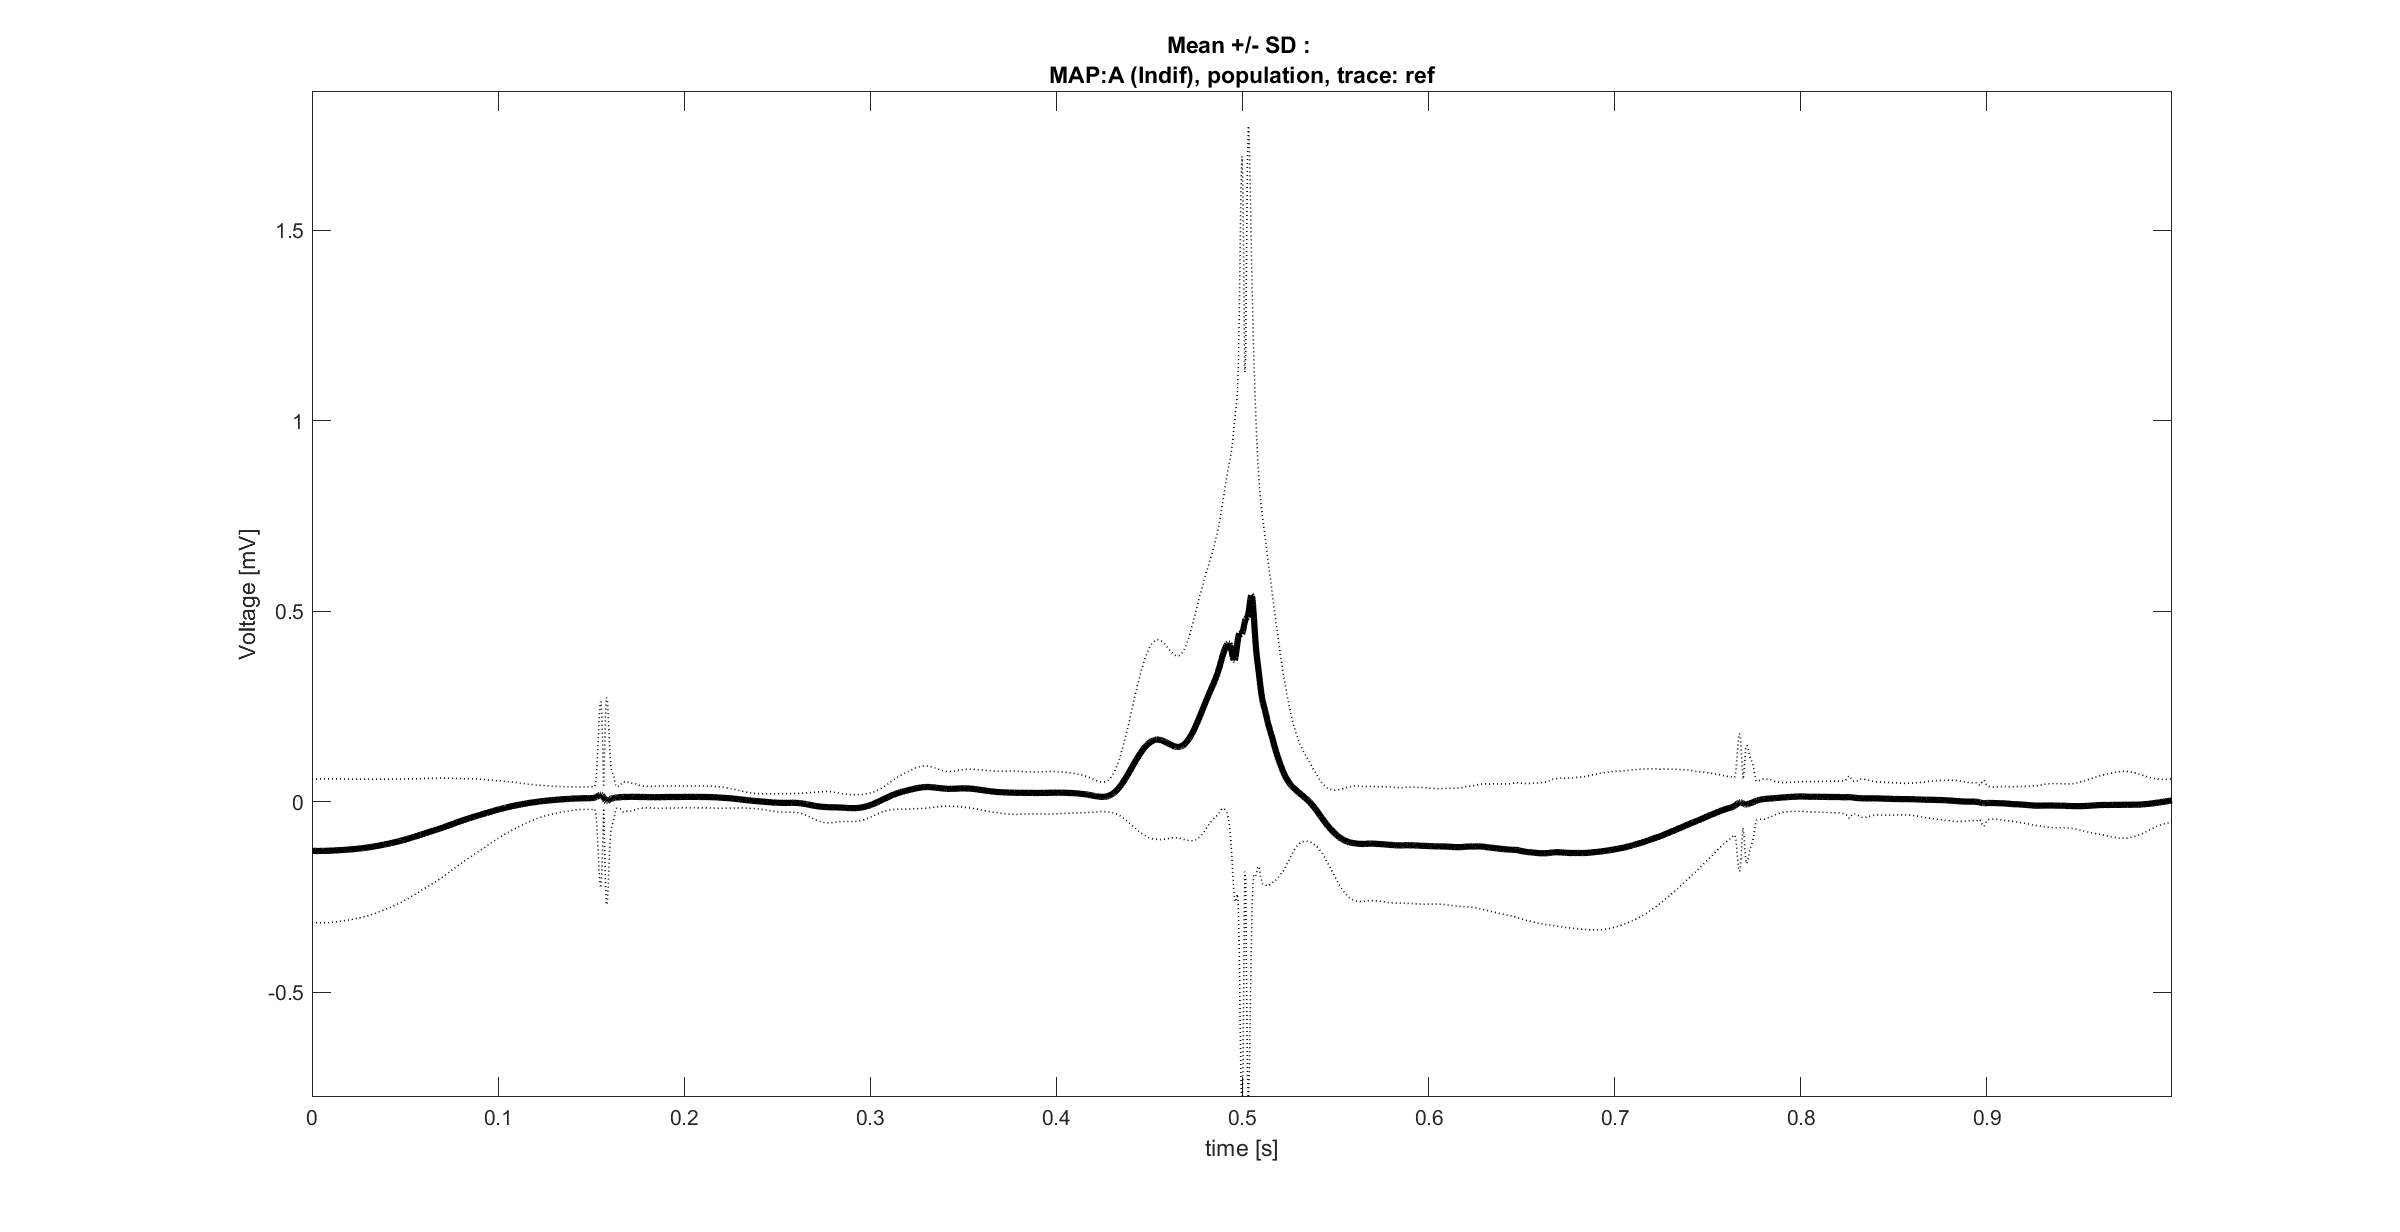 Mean +/- SD :
MAP:A (Indif), population, trace: ref
Voltage [mV]
1.5
1
0.5
0
-0.5
0 0.1 0.2 0.3 0.4 0.5 0.6 0.7 0.8 0.9
time [s]